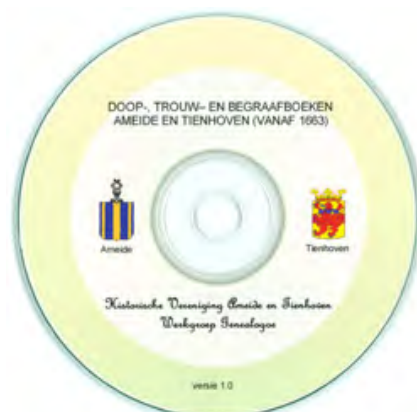 DOOP-, TROUW– EN BEGRAAFBOEKEN
AMEIDE EN TIENHOVEN (VANAF 1663)
Ameide
Tienhoven
Historische Vereniging Ameide en Tienhoven
Werkgroep Genealogie
versie 1.0